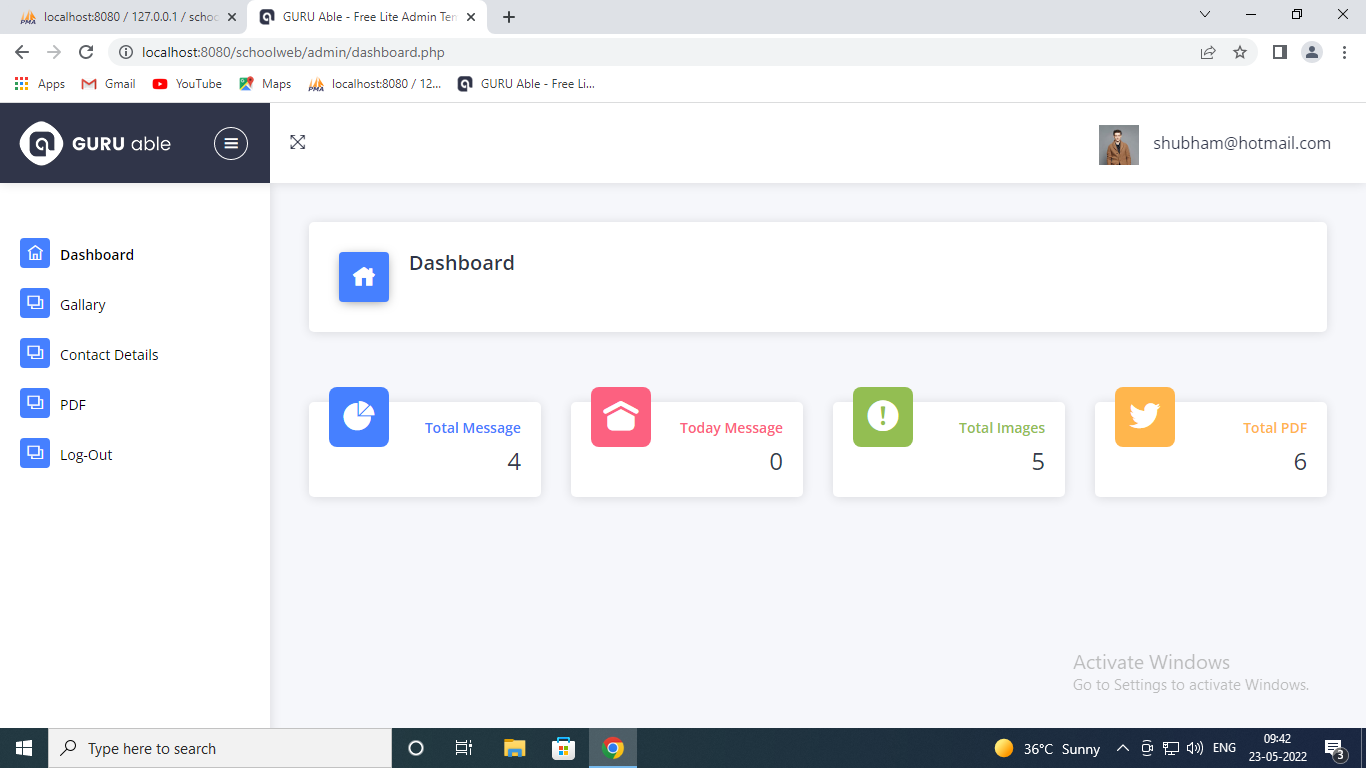 localhost:8080 / 127.0.0.1 / schoo
GURU Able - Free Lite Admin Tem
localhost:8080/schoolweb/admin/dashboard.php
Apps
Gmail
YouTube
Maps
PMA
localhost:8080 / 12...
GURU Able - Free Li...
GURU able
shubham@hotmail.com
Dashboard
Gallary
Contact Details
PDF
Log-Out
Dashboard
Total Message
4
Today Message
0
Total Images
5
Total PDF
6
Activate Windows
Go to Settings to activate Windows.
Type here to search
36°C Sunny
ENG
09:42
23-05-2022
3